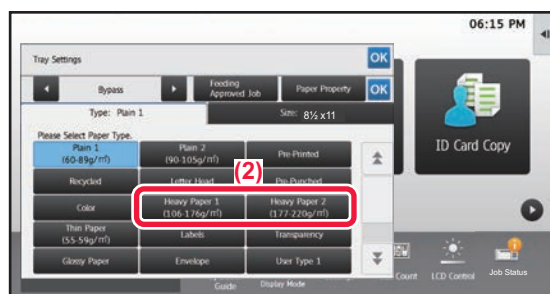 06:15 PM
Tray Settings
OK
Bypass
Feeding
Approved Job
Paper Property
OK
Type: Plain 1
Size: 8½ x11
Please Select Paper Type.
Plain 1
(60-89g/㎡)
Plain 2
(90-105g/㎡)
Pre-Printed
Recycled
Letter Head
Pre-Punched
(2)
Color
Heavy Paper 1
(106-176g/㎡)
Heavy Paper 2
(177-220g/㎡)
Thin Paper
(55-59g/㎡)
Labels
Transparency
Glossy Paper
Envelope
User Type 1
ID Card Copy
Guide
Display Mode
Count
LCD Control
Job Status